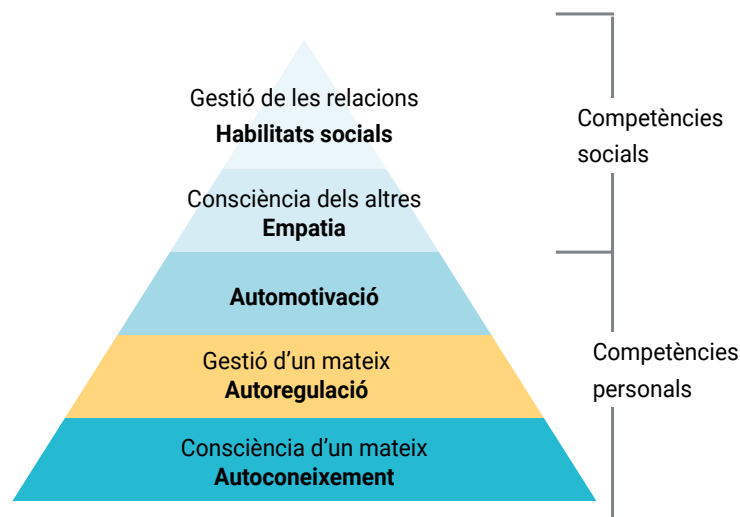 Gestió de les relacions
Habilitats socials
Consciència dels altres
Empatia
Automotivació
Gestió d’un mateix
Autoregulació
Consciència d’un mateix
Autoconeixement
Competències
socials
Competències
personals